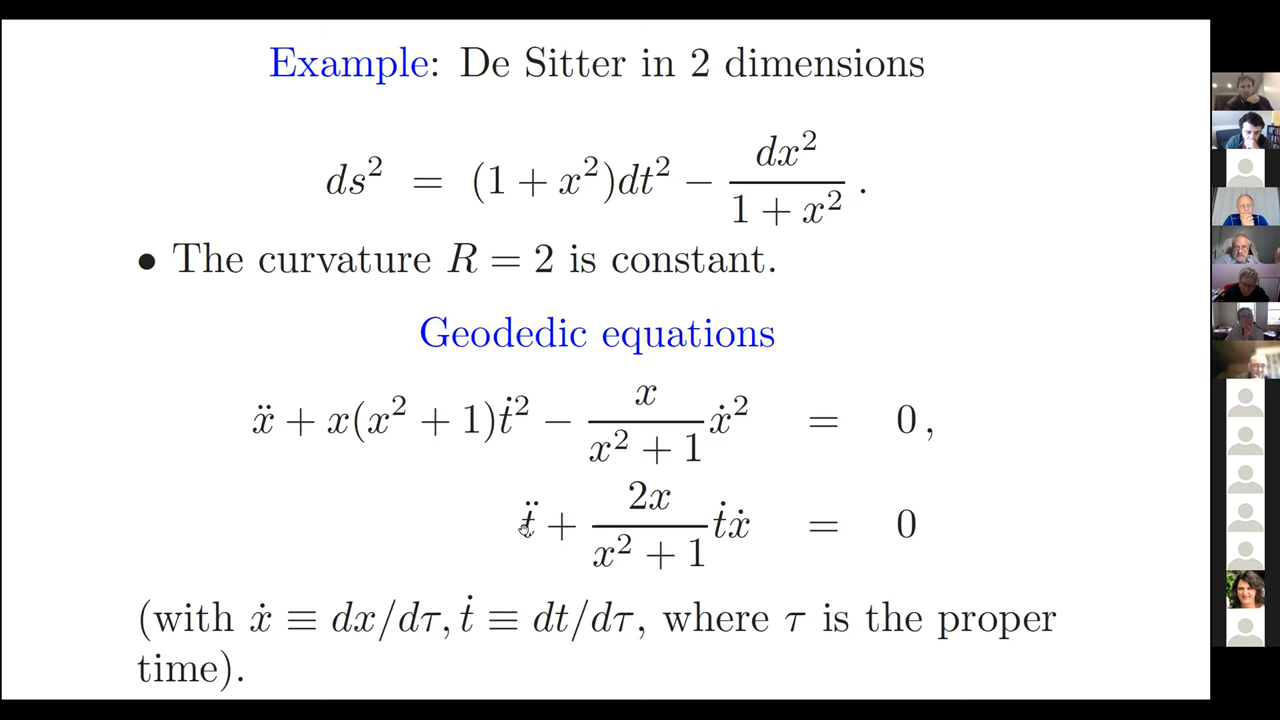 Example: De Sitter in 2 dimensions
ds² = (1 + x²)dt² − dx²/(1 + x²) .
• The curvature R = 2 is constant.
Geodedic equations
ẍ + x(x² + 1)ṫ² − x/(x² + 1) ẋ² = 0 ,
ẗ + 2x/(x² + 1) ṫẋ = 0
(with ẋ ≡ dx/dτ, ṫ ≡ dt/dτ, where τ is the proper
time).